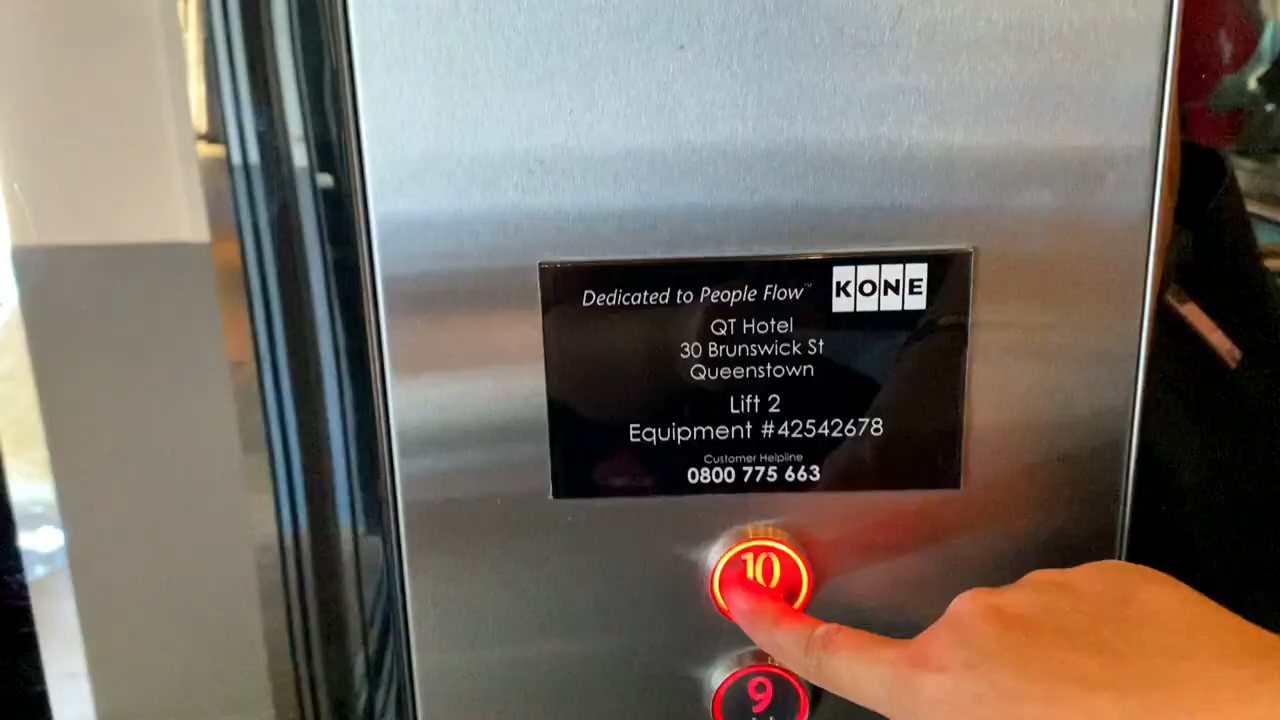 Dedicated to People Flow™ KONE
QT Hotel
30 Brunswick St
Queenstown
Lift 2
Equipment #42542678
Customer Helpline
0800 775 663
10
9